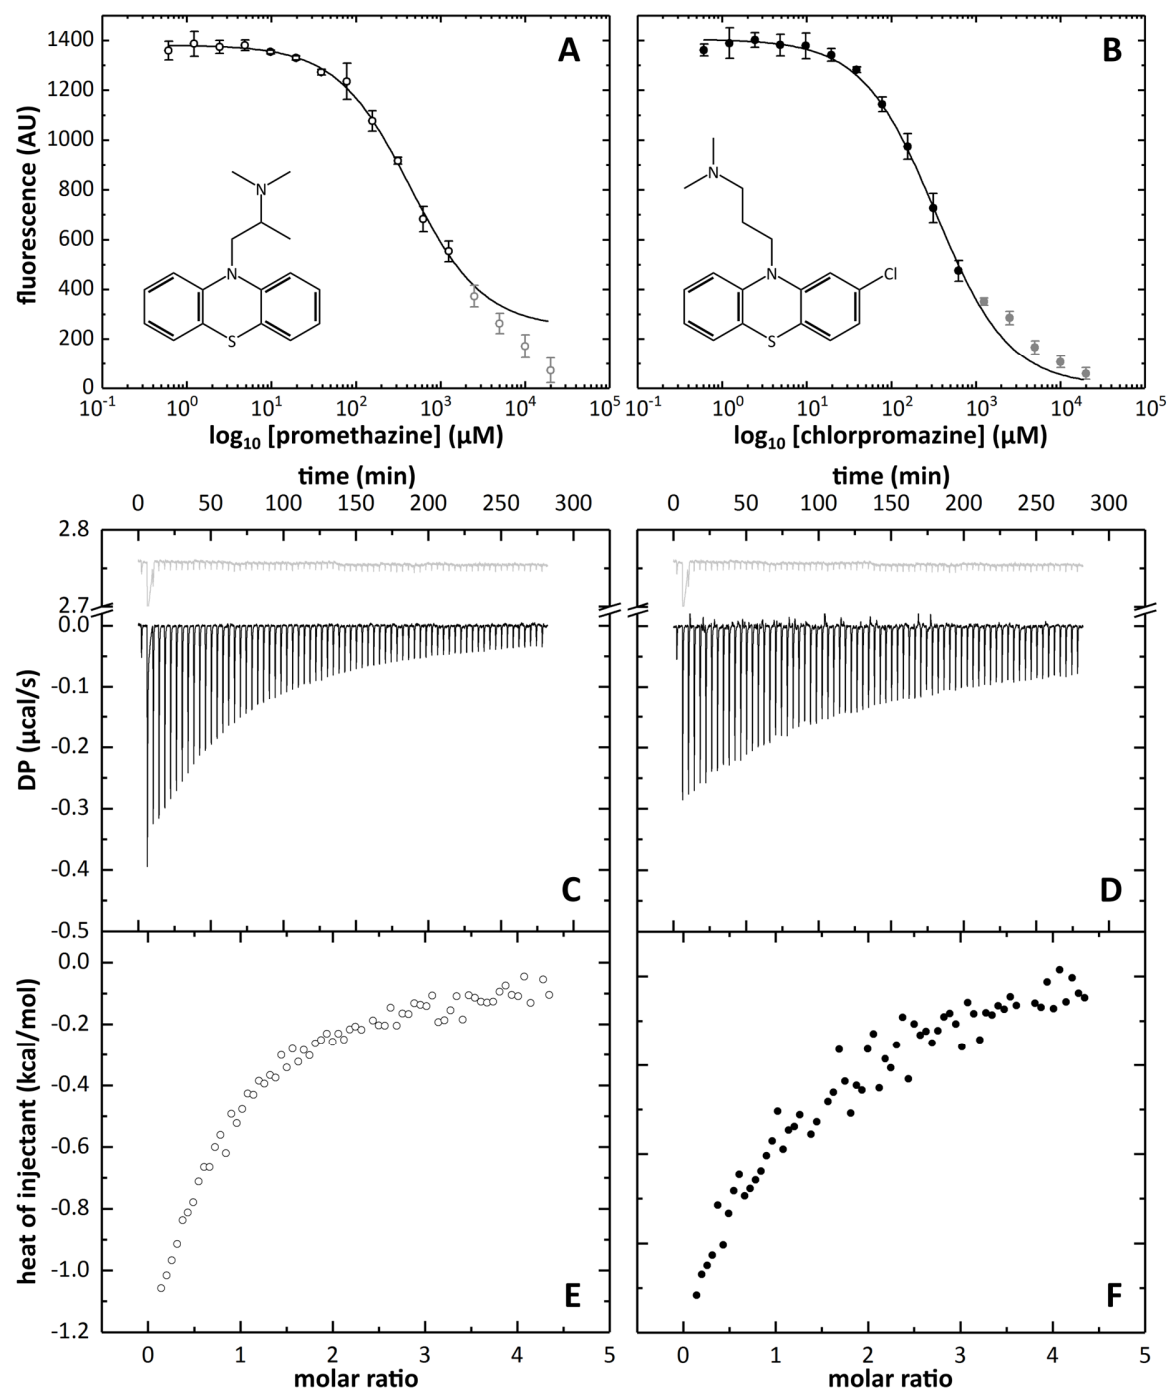 1400
1200
1000
800
600
400
200
0
fluorescence (AU)
A
N
N
S
10⁻¹ 10⁰ 10¹ 10² 10³ 10⁴ 10⁵
log₁₀ [promethazine] (µM)
B
N
N
S
Cl
10⁻¹ 10⁰ 10¹ 10² 10³ 10⁴ 10⁵
log₁₀ [chlorpromazine] (µM)
time (min)
0 50 100 150 200 250 300
time (min)
0 50 100 150 200 250 300
2.8
2.7
0.0
-0.1
-0.2
-0.3
-0.4
-0.5
DP (µcal/s)
C
D
0.0
-0.2
-0.4
-0.6
-0.8
-1.0
-1.2
heat of injectant (kcal/mol)
E
F
0 1 2 3 4 5
molar ratio
0 1 2 3 4 5
molar ratio